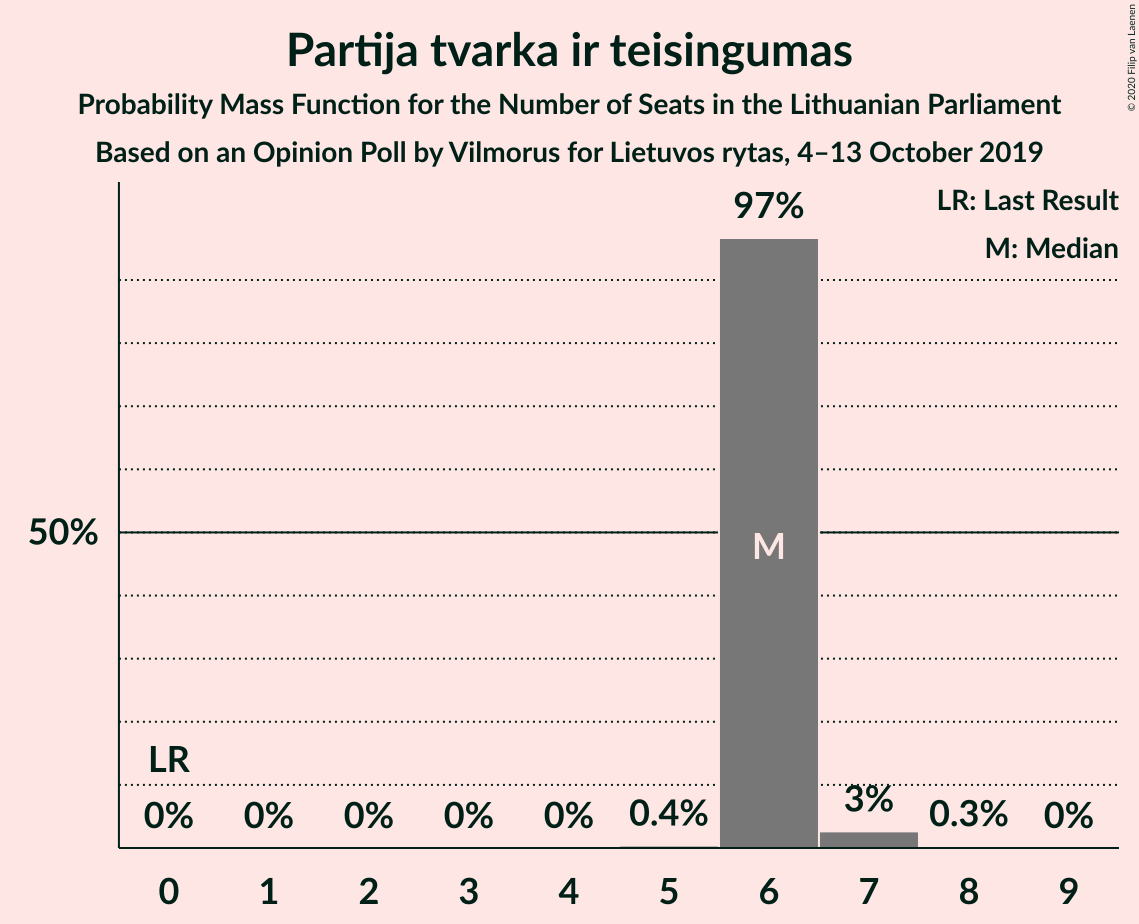 Partija tvarka ir teisingumas
Probability Mass Function for the Number of Seats in the Lithuanian Parliament
Based on an Opinion Poll by Vilmorus for Lietuvos rytas, 4–13 October 2019
© 2020 Filip van Laenen
LR: Last Result
M: Median
97%
50%
M
LR
0% 0% 0% 0% 0% 0.4% 3% 0.3% 0%
0 1 2 3 4 5 6 7 8 9